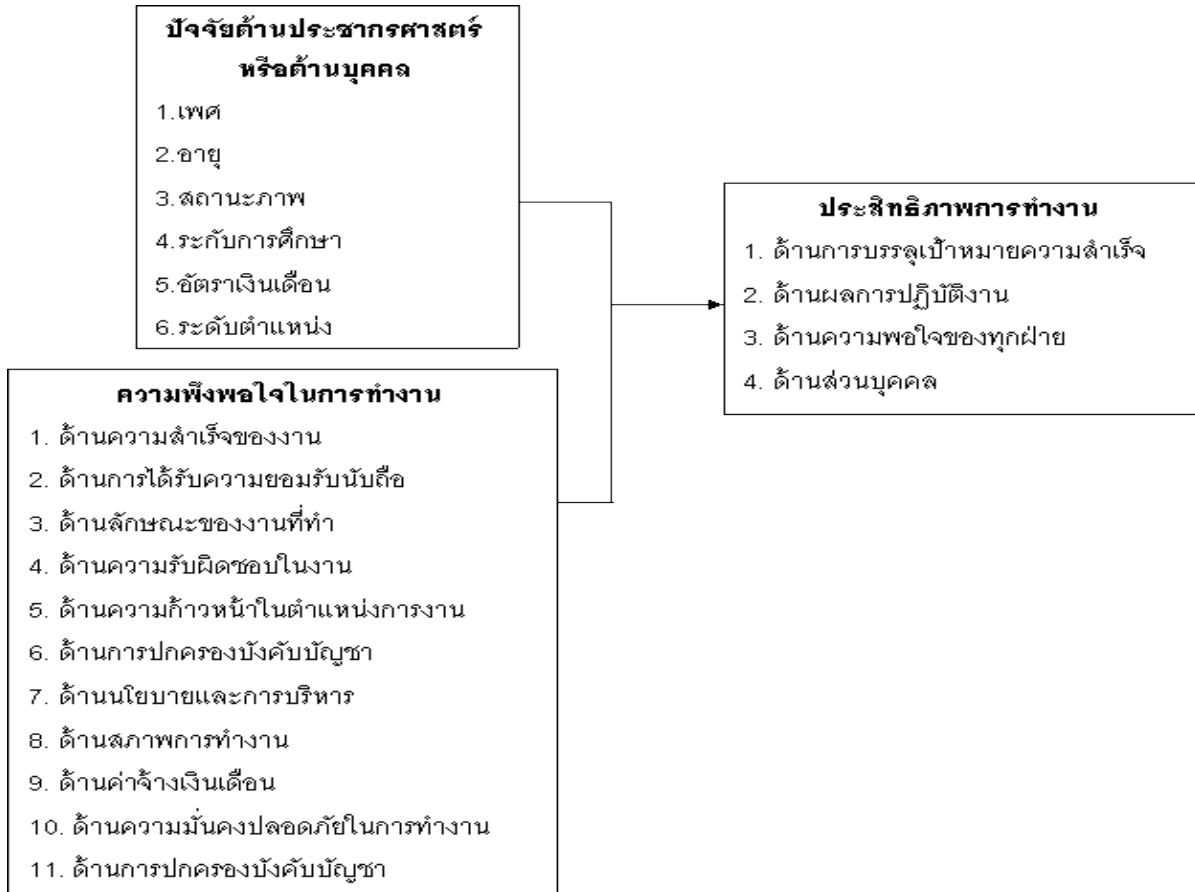 ปัจจัยด้านประชากรศาสตร์
หรือด้านบุคคล
1.เพศ
2.อายุ
3.สถานะภาพ
4.ระกับการศึกษา
5.อัตราเงินเดือน
6.ระดับตำแหน่ง
ความพึงพอใจในการทำงาน
1. ด้านความสำเร็จของงาน
2. ด้านการได้รับความยอมรับนับถือ
3. ด้านลักษณะของงานที่ทำ
4. ด้านความรับผิดชอบในงาน
5. ด้านความก้าวหน้าในตำแหน่งการงาน
6. ด้านการปกครองบังคับบัญชา
7. ด้านนโยบายและการบริหาร
8. ด้านสภาพการทำงาน
9. ด้านค่าจ้างเงินเดือน
10. ด้านความมั่นคงปลอดภัยในการทำงาน
11. ด้านการปกครองบังคับบัญชา
ประสิทธิภาพการทำงาน
1. ด้านการบรรลุเป้าหมายความสำเร็จ
2. ด้านผลการปฏิบัติงาน
3. ด้านความพอใจของทุกฝ่าย
4. ด้านส่วนบุคคล